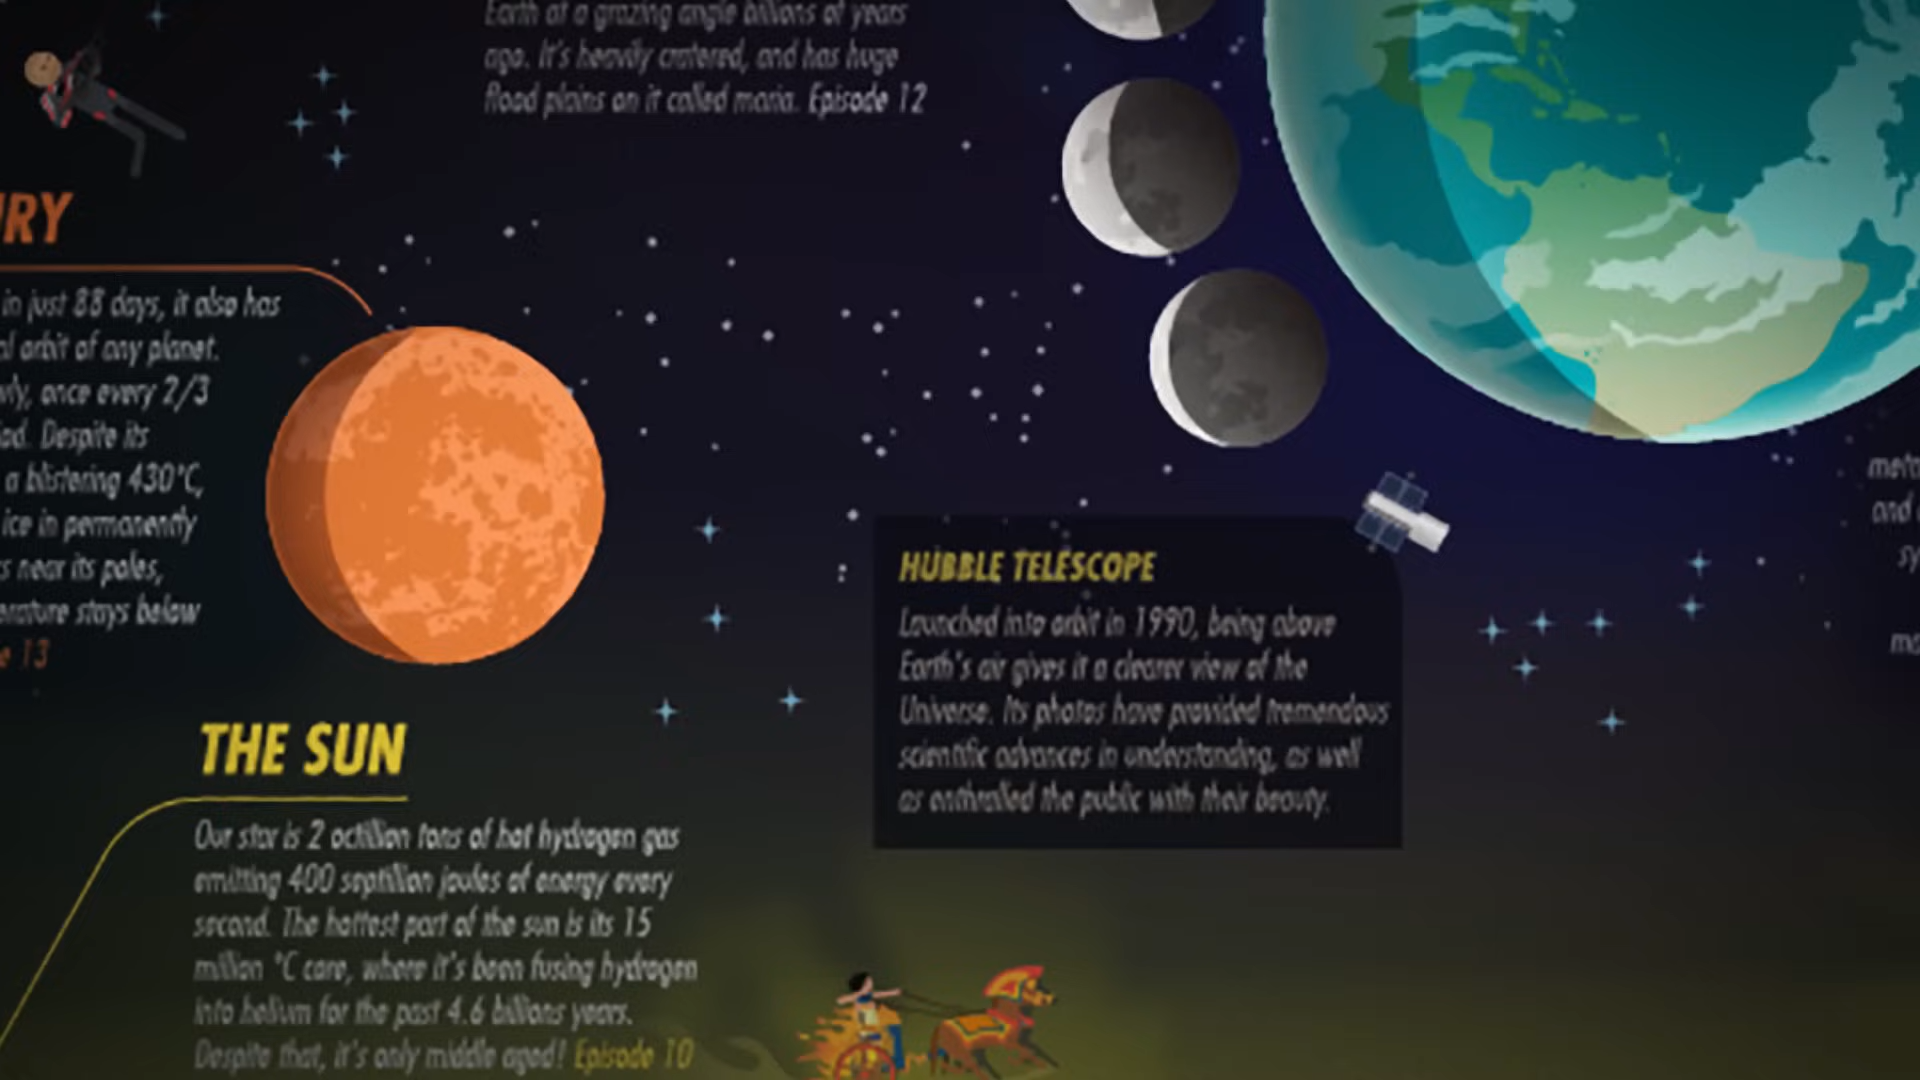 Earth at a grazing angle billions of years
ago. It's heavily cratered, and has huge
flood plains on it called maria. Episode 12
URY
in just 88 days, it also has
al orbit of any planet.
wly, once every 2/3
iod. Despite its
a blistering 430°C,
ice in permanently
s near its poles,
erature stays below
e 13
THE SUN
Our star is 2 octillion tons of hot hydrogen gas
emitting 400 septillion joules of energy every
second. The hottest part of the sun is its 15
million °C core, where it's been fusing hydrogen
into helium for the past 4.6 billions years.
Despite that, it's only middle aged! Episode 10
HUBBLE TELESCOPE
Launched into orbit in 1990, being above
Earth's air gives it a clearer view of the
Universe. Its photos have provided tremendous
scientific advances in understanding, as well
as enthralled the public with their beauty.
and
sy